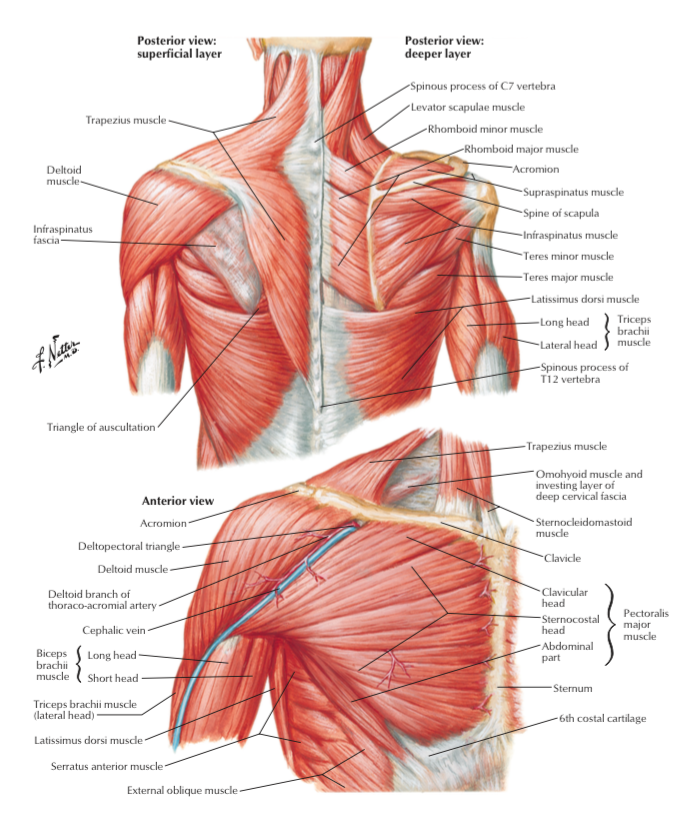 Posterior view:
superficial layer
Posterior view:
deeper layer
Spinous process of C7 vertebra
Levator scapulae muscle
Trapezius muscle
Rhomboid minor muscle
Rhomboid major muscle
Acromion
Deltoid
muscle
Supraspinatus muscle
Spine of scapula
Infraspinatus
fascia
Infraspinatus muscle
Teres minor muscle
Teres major muscle
Latissimus dorsi muscle
Long head
Lateral head
Triceps
brachii
muscle
F. Netter
M.D.
Spinous process of
T12 vertebra
Triangle of auscultation
Trapezius muscle
Omohyoid muscle and
investing layer of
deep cervical fascia
Anterior view
Acromion
Sternocleidomastoid
muscle
Deltopectoral triangle
Clavicle
Deltoid muscle
Deltoid branch of
thoraco-acromial artery
Clavicular
head
Sternocostal
head
Abdominal
part
Pectoralis
major
muscle
Cephalic vein
Biceps
brachii
muscle
Long head
Short head
Sternum
Triceps brachii muscle
(lateral head)
6th costal cartilage
Latissimus dorsi muscle
Serratus anterior muscle
External oblique muscle